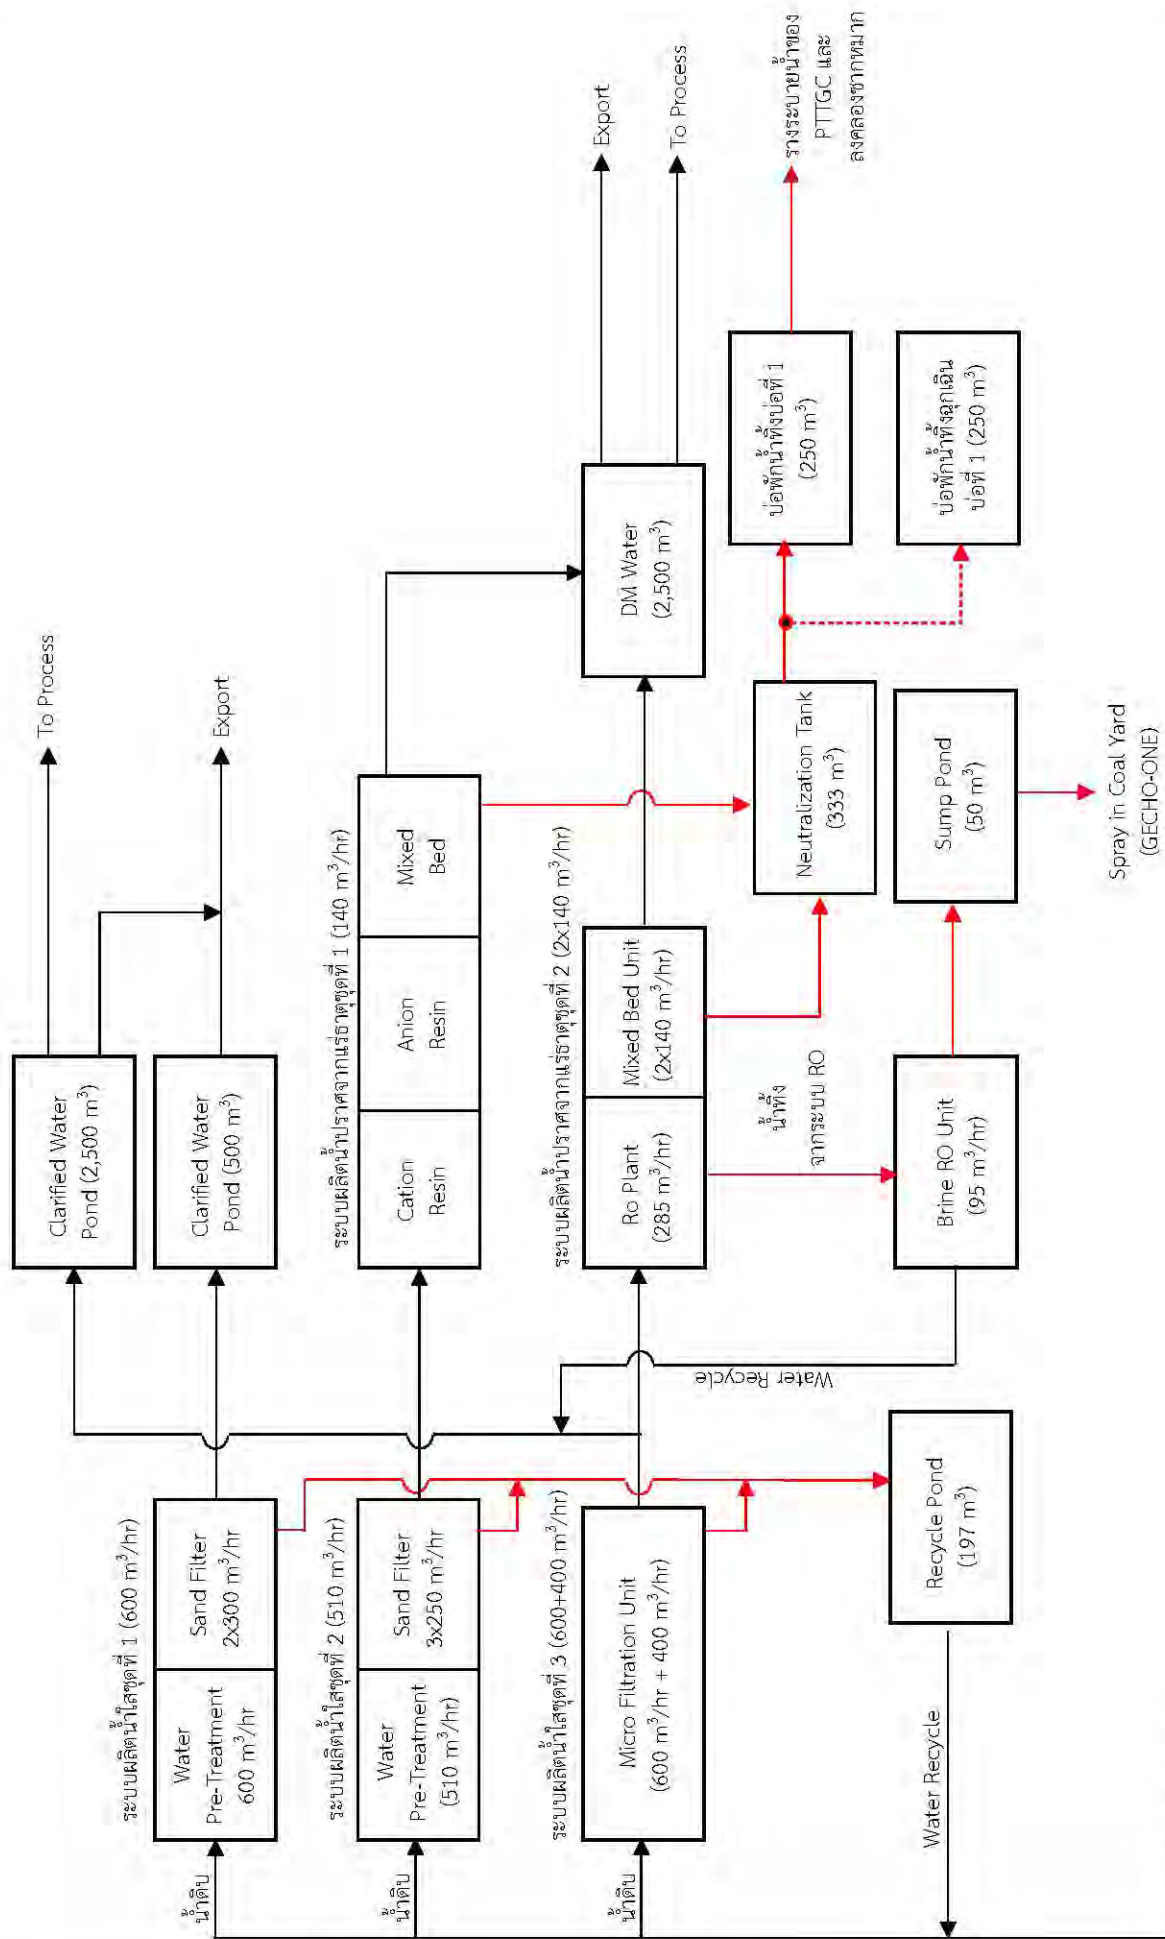 ระบบผลิตน้ำใสชุดที่ 1 (600 m³/hr)
น้ำดิบ
Water
Pre-Treatment
600 m³/hr
Sand Filter
2x300 m³/hr
Clarified Water
Pond (2,500 m³)
To Process
Clarified Water
Pond (500 m³)
Export
ระบบผลิตน้ำใสชุดที่ 2 (510 m³/hr)
น้ำดิบ
Water
Pre-Treatment
(510 m³/hr)
Sand Filter
3x250 m³/hr
ระบบผลิตน้ำปราศจากแร่ธาตุชุดที่ 1 (140 m³/hr)
Cation
Resin
Anion
Resin
Mixed
Bed
ระบบผลิตน้ำใสชุดที่ 3 (600+400 m³/hr)
น้ำดิบ
Micro Filtration Unit
(600 m³/hr + 400 m³/hr)
ระบบผลิตน้ำปราศจากแร่ธาตุชุดที่ 2 (2x140 m³/hr)
Ro Plant
(285 m³/hr)
Mixed Bed Unit
(2x140 m³/hr)
DM Water
(2,500 m³)
Export
To Process
Water Recycle
น้ำทิ้ง
จากระบบ RO
Neutralization Tank
(333 m³)
บ่อพักน้ำทิ้งบ่อที่ 1
(250 m³)
รางระบายน้ำของ
PTTGC และ
ลงคลองชากหมาก
Water Recycle
Recycle Pond
(197 m³)
Brine RO Unit
(95 m³/hr)
Sump Pond
(50 m³)
บ่อพักน้ำทิ้งฉุกเฉิน
บ่อที่ 1 (250 m³)
Spray in Coal Yard
(GECHO-ONE)